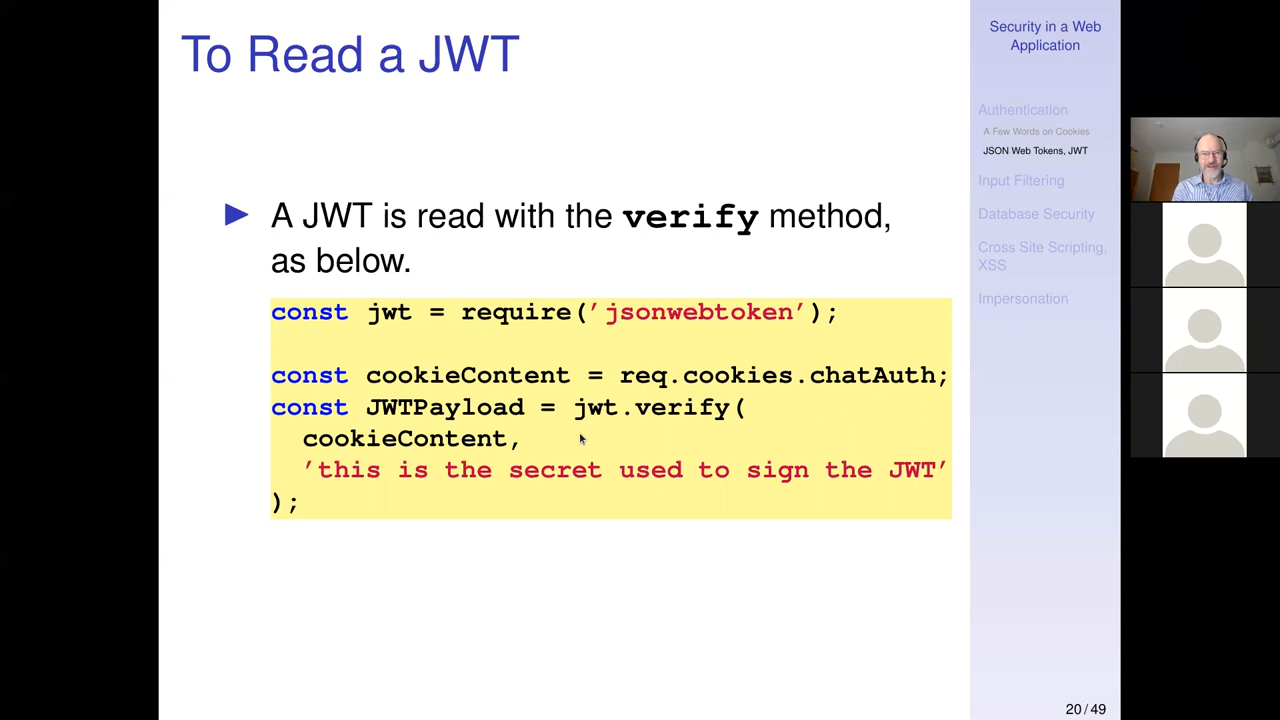 To Read a JWT
A JWT is read with the verify method,
as below.
const jwt = require('jsonwebtoken');
const cookieContent = req.cookies.chatAuth;
const JWTPayload = jwt.verify(
cookieContent,
'this is the secret used to sign the JWT'
);
Security in a Web
Application
Authentication
A Few Words on Cookies
JSON Web Tokens, JWT
Input Filtering
Database Security
Cross Site Scripting,
XSS
Impersonation
20 / 49